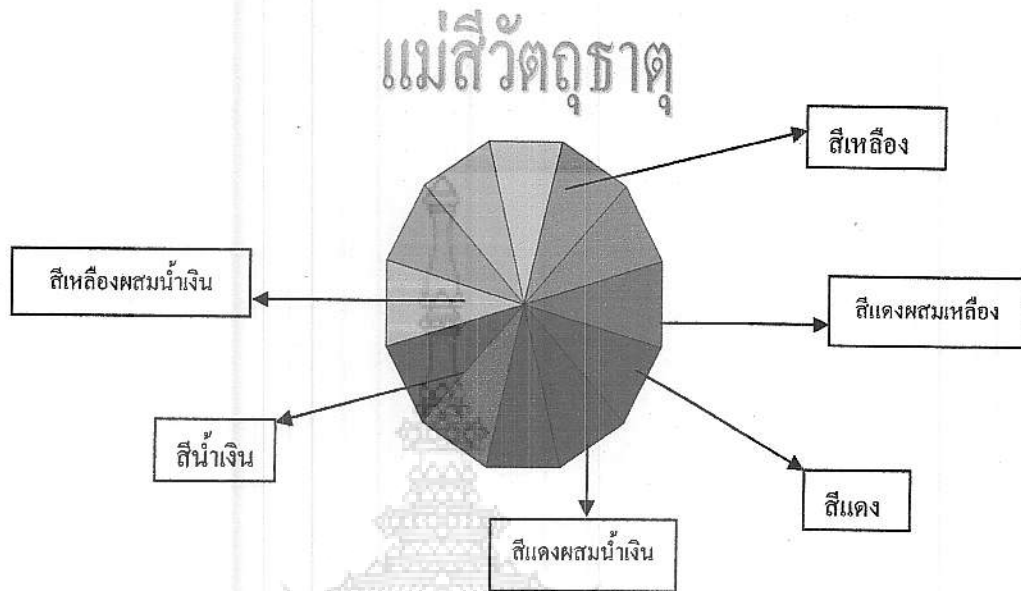 แม่สีวัตถุธาตุ
สีเหลือง
สีเหลืองผสมน้ำเงิน
สีแดงผสมเหลือง
สีน้ำเงิน
สีแดง
สีแดงผสมน้ำเงิน